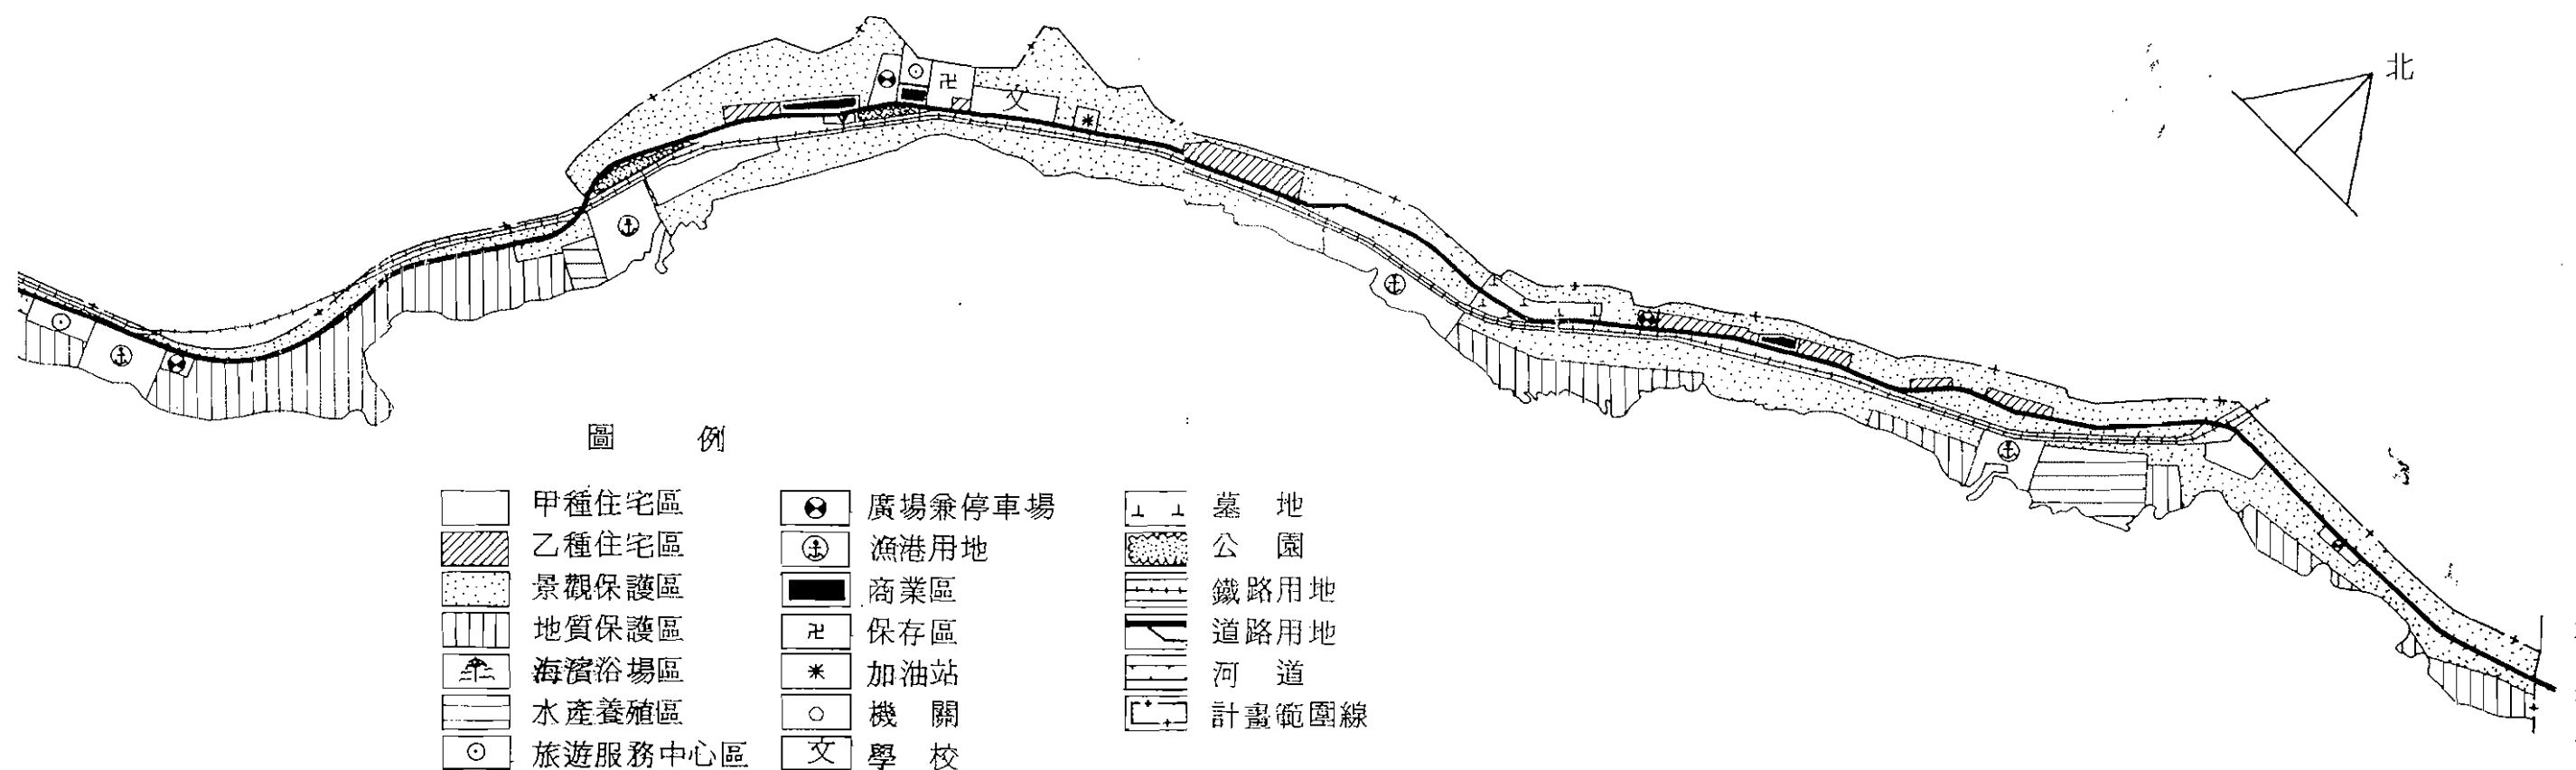 北
卍
文
圖 例
甲種住宅區
乙種住宅區
景觀保護區
地質保護區
海濱浴場區
水產養殖區
旅遊服務中心區
廣場兼停車場
漁港用地
商業區
卍 保存區
加油站
機 關
文 學 校
墓 地
公 園
鐵路用地
道路用地
河 道
計畫範圍線